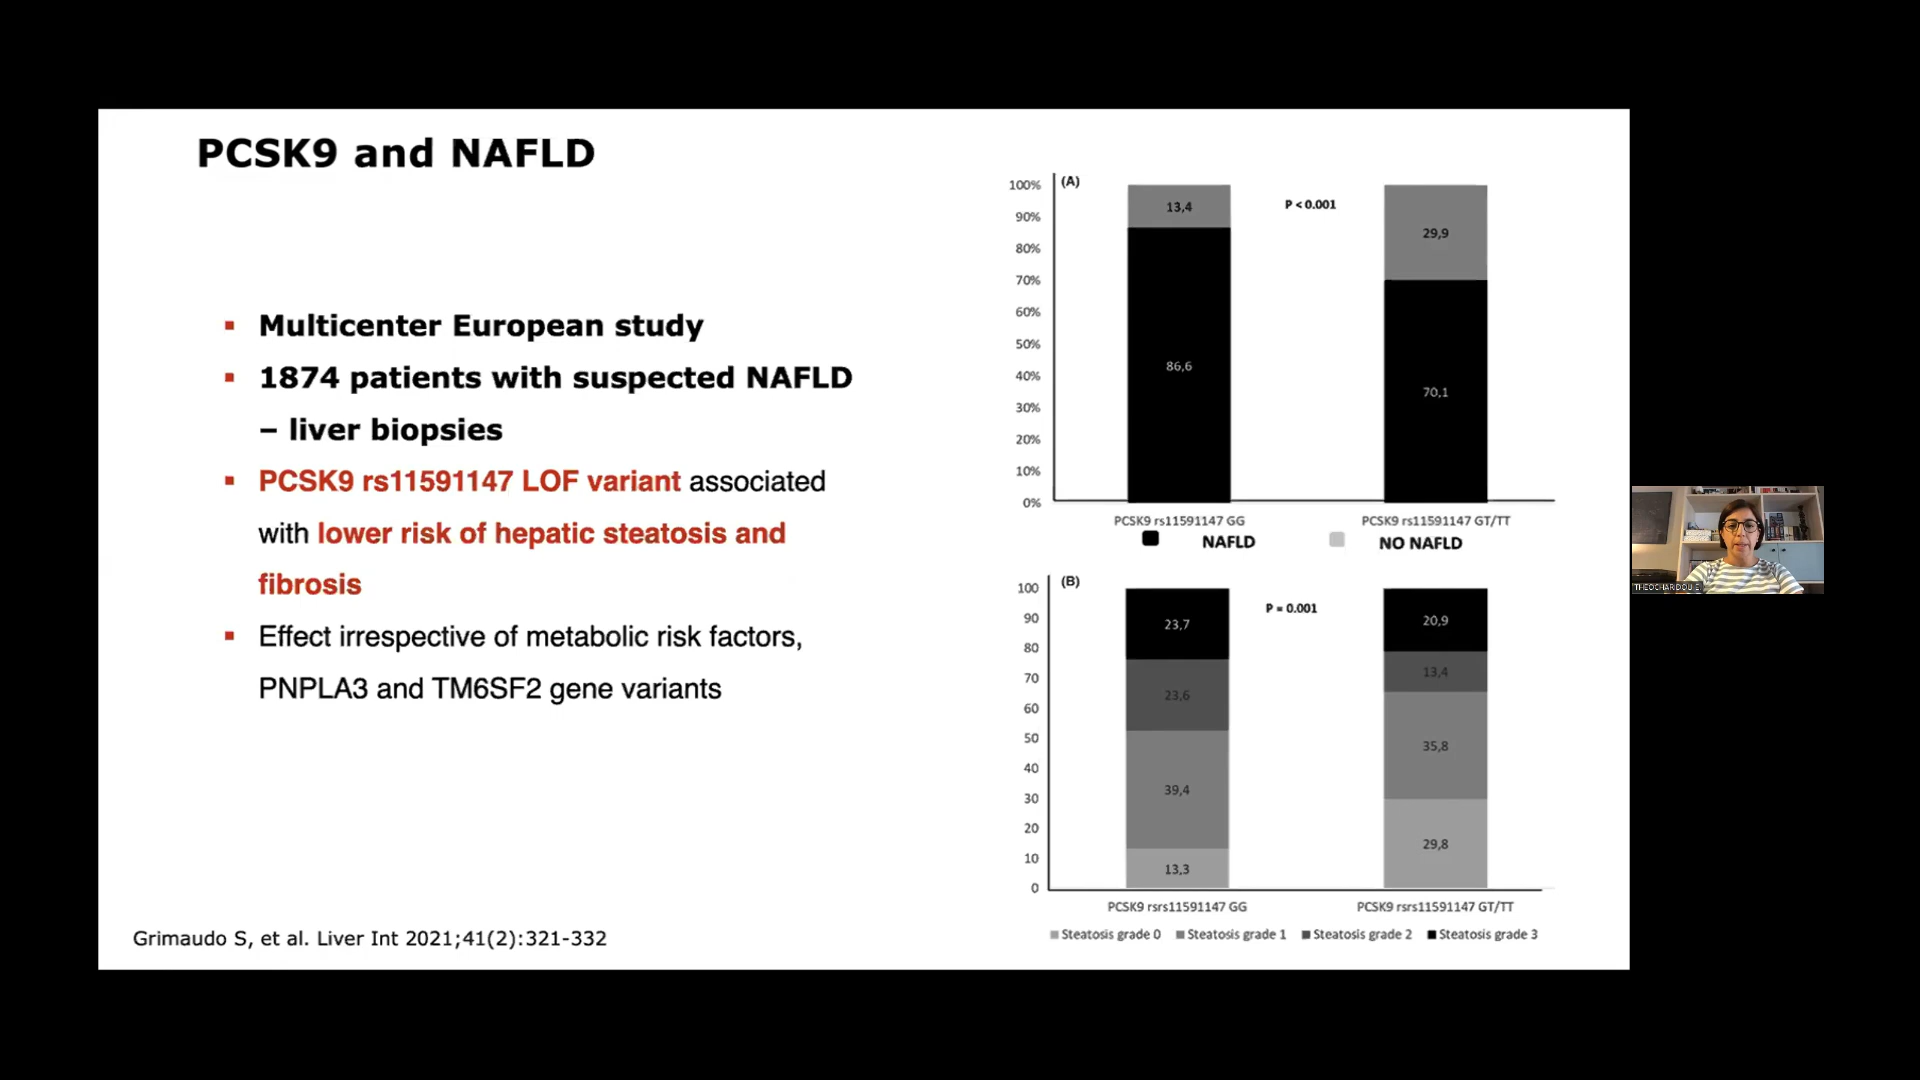 PCSK9 and NAFLD
Multicenter European study
1874 patients with suspected NAFLD
– liver biopsies
PCSK9 rs11591147 LOF variant associated
with lower risk of hepatic steatosis and
fibrosis
Effect irrespective of metabolic risk factors,
PNPLA3 and TM6SF2 gene variants
Grimaudo S, et al. Liver Int 2021;41(2):321-332
(A)
100%
90%
80%
70%
60%
50%
40%
30%
20%
10%
0%
13,4
86,6
P < 0.001
29,9
70,1
PCSK9 rs11591147 GG
PCSK9 rs11591147 GT/TT
NAFLD
NO NAFLD
(B)
100
90
80
70
60
50
40
30
20
10
0
23,7
23,6
39,4
13,3
P = 0.001
20,9
13,4
35,8
29,8
PCSK9 rsrs11591147 GG
PCSK9 rsrs11591147 GT/TT
Steatosis grade 0
Steatosis grade 1
Steatosis grade 2
Steatosis grade 3
THEOCHARIDOU E.